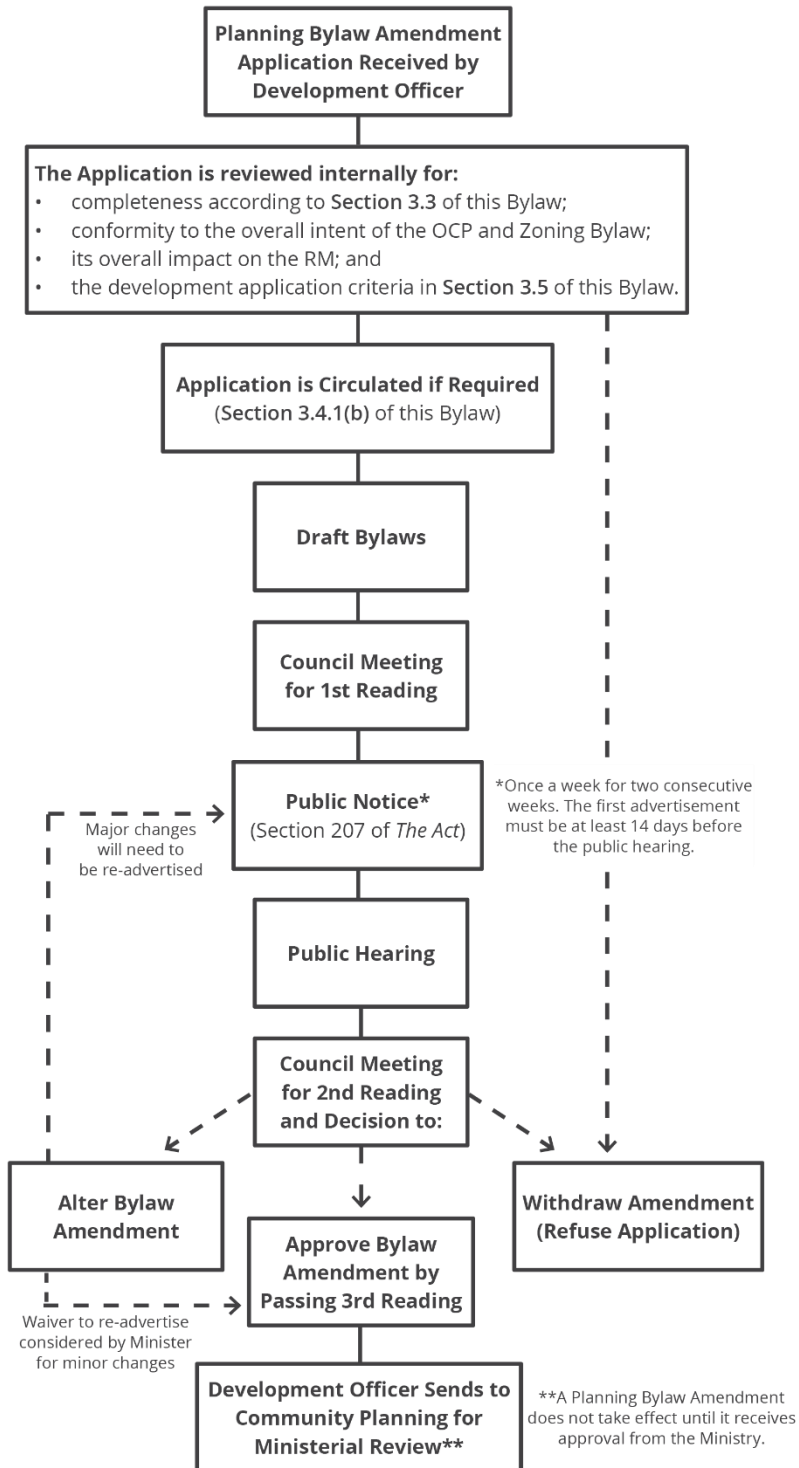 Planning Bylaw Amendment
Application Received by
Development Officer
The Application is reviewed internally for:
• completeness according to Section 3.3 of this Bylaw;
• conformity to the overall intent of the OCP and Zoning Bylaw;
• its overall impact on the RM; and
• the development application criteria in Section 3.5 of this Bylaw.
Application is Circulated if Required
(Section 3.4.1(b) of this Bylaw)
Draft Bylaws
Council Meeting
for 1st Reading
Public Notice*
(Section 207 of The Act)
*Once a week for two consecutive
weeks. The first advertisement
must be at least 14 days before
the public hearing.
Major changes
will need to
be re-advertised
Public Hearing
Council Meeting
for 2nd Reading
and Decision to:
Alter Bylaw
Amendment
Approve Bylaw
Amendment by
Passing 3rd Reading
Withdraw Amendment
(Refuse Application)
Waiver to re-advertise
considered by Minister
for minor changes
Development Officer Sends to
Community Planning for
Ministerial Review**
**A Planning Bylaw Amendment
does not take effect until it receives
approval from the Ministry.